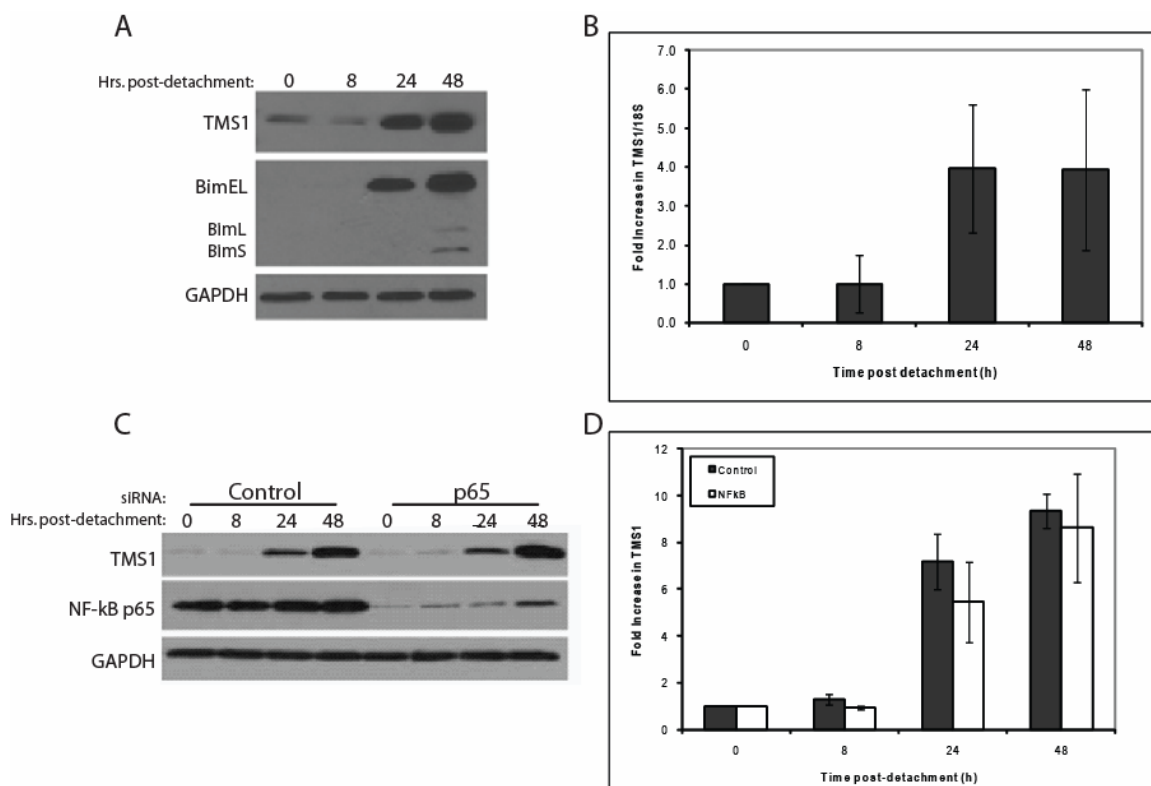 A
Hrs. post-detachment: 0 8 24 48
TMS1
BimEL
BimL
BimS
GAPDH
B
7.0
6.0
5.0
4.0
3.0
2.0
1.0
0.0
Fold Increase in TMS1/18S
0 8 24 48
Time post detachment (h)
C
siRNA: Control p65
Hrs. post-detachment: 0 8 24 48 0 8 24 48
TMS1
NF-kB p65
GAPDH
D
12
10
8
6
4
2
0
Fold Increase in TMS1
Control
NFkB
0 8 24 48
Time post-detachment (h)